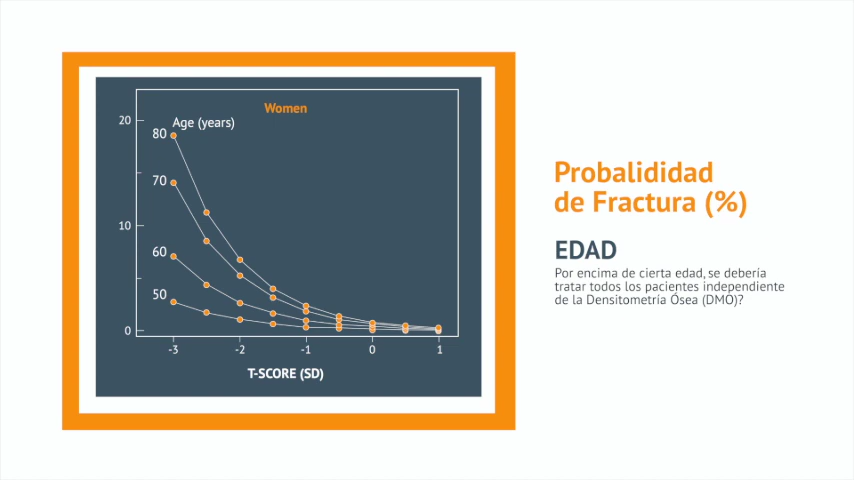 Women
Age (years)
20
10
0
80
70
60
50
-3
-2
-1
0
1
T-SCORE (SD)
Probalididad
de Fractura (%)
EDAD
Por encima de cierta edad, se debería
tratar todos los pacientes independiente
de la Densitometría Ósea (DMO)?